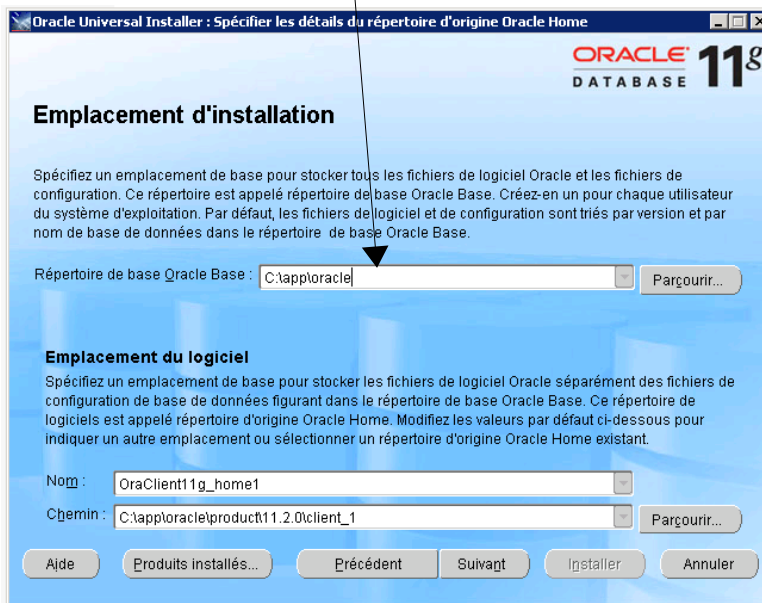 Oracle Universal Installer : Spécifier les détails du répertoire d'origine Oracle Home
ORACLE 11g
DATABASE
Emplacement d'installation
Spécifiez un emplacement de base pour stocker tous les fichiers de logiciel Oracle et les fichiers de
configuration. Ce répertoire est appelé répertoire de base Oracle Base. Créez-en un pour chaque utilisateur
du système d'exploitation. Par défaut, les fichiers de logiciel et de configuration sont triés par version et par
nom de base de données dans le répertoire de base Oracle Base.
Répertoire de base Oracle Base : C:\app\oracle Parcourir...
Emplacement du logiciel
Spécifiez un emplacement de base pour stocker les fichiers de logiciel Oracle séparément des fichiers de
configuration de base de données figurant dans le répertoire de base Oracle Base. Ce répertoire de
logiciels est appelé répertoire d'origine Oracle Home. Modifiez les valeurs par défaut ci-dessous pour
indiquer un autre emplacement ou sélectionner un répertoire d'origine Oracle Home existant.
Nom : OraClient11g_home1
Chemin : C:\app\oracle\product\11.2.0\client_1 Parcourir...
Aide Produits installés... Précédent Suivant Installer Annuler